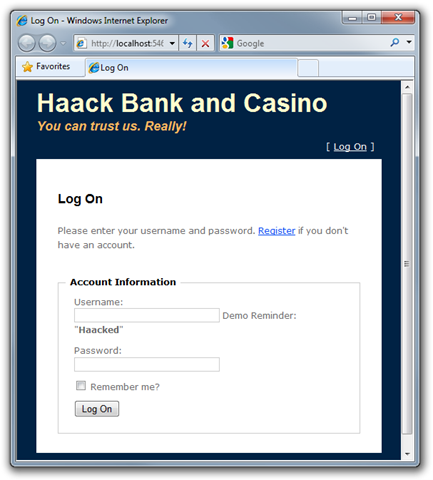 Log On - Windows Internet Explorer
http://localhost:546
Google
Favorites
Log On
Haack Bank and Casino
You can trust us. Really!
[ Log On ]
Log On
Please enter your username and password. Register if you don't
have an account.
Account Information
Username:
Demo Reminder:
"Haacked"
Password:
Remember me?
Log On